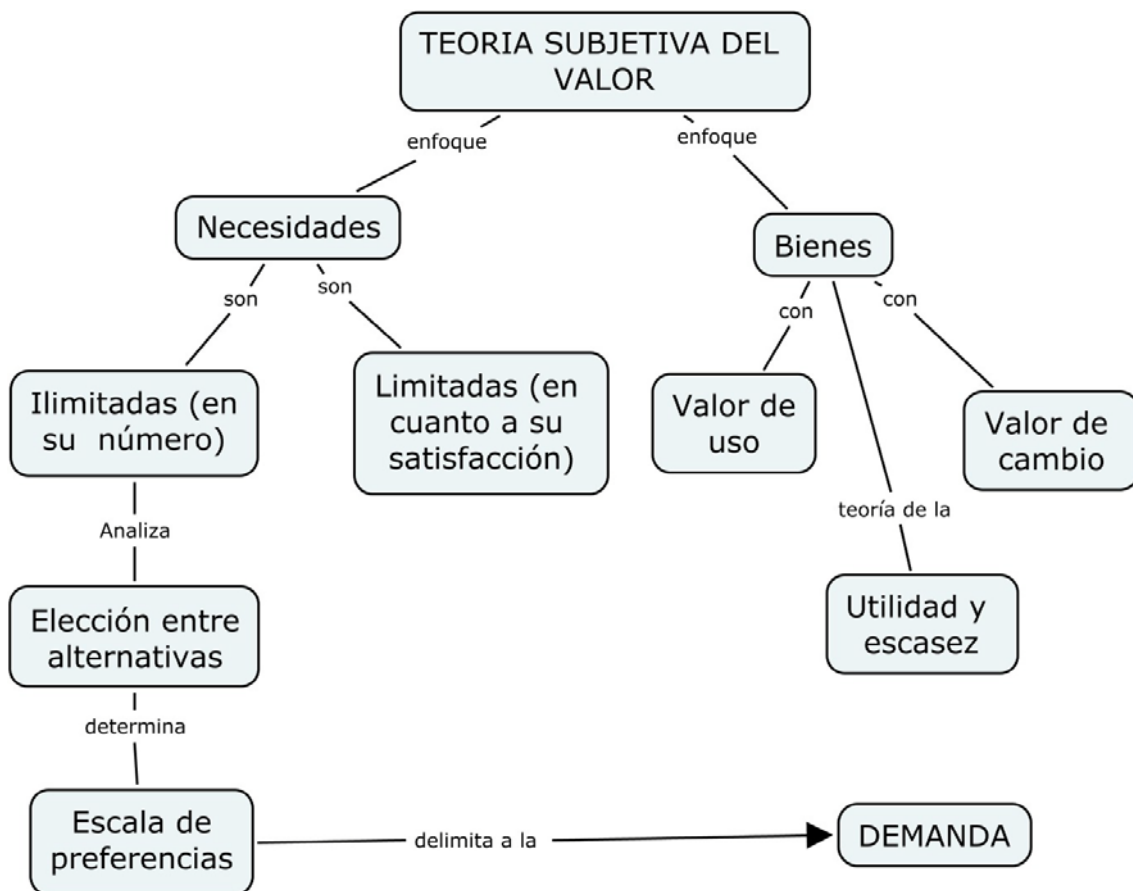 TEORIA SUBJETIVA DEL
VALOR
enfoque
enfoque
Necesidades
Bienes
son
son
con
con
Ilimitadas (en
su número)
Limitadas (en
cuanto a su
satisfacción)
Valor de
uso
Valor de
cambio
Analiza
teoría de la
Elección entre
alternativas
Utilidad y
escasez
determina
Escala de
preferencias
delimita a la
DEMANDA